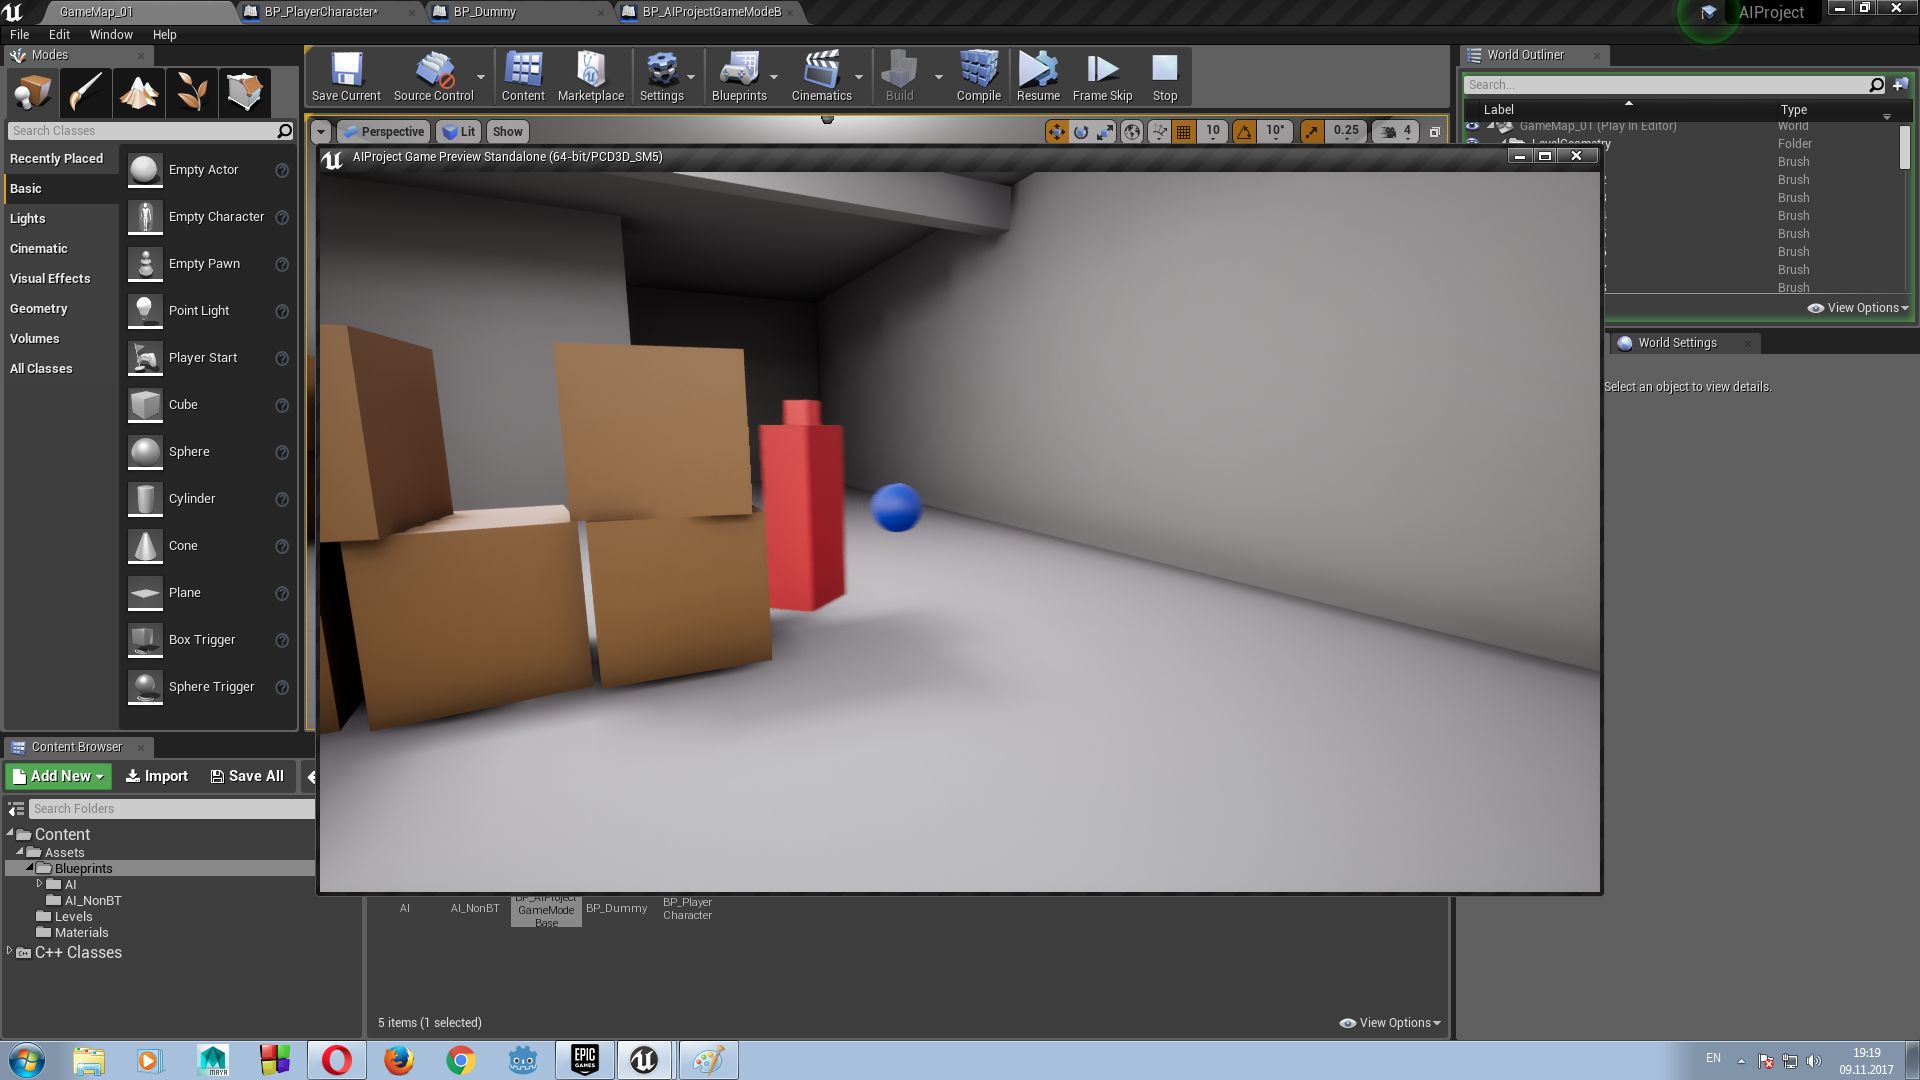 GameMap_01
BP_PlayerCharacter*
BP_Dummy
BP_AIProjectGameModeB
AIProject
File
Edit
Window
Help
Modes
Search Classes
Recently Placed
Basic
Lights
Cinematic
Visual Effects
Geometry
Volumes
All Classes
Empty Actor
Empty Character
Empty Pawn
Point Light
Player Start
Cube
Sphere
Cylinder
Cone
Plane
Box Trigger
Sphere Trigger
Save Current
Source Control
Content
Marketplace
Settings
Blueprints
Cinematics
Build
Compile
Resume
Frame Skip
Stop
Perspective
Lit
Show
10
10°
0.25
4
AIProject Game Preview Standalone (64-bit/PCD3D_SM5)
World Outliner
Search...
Label
Type
GameMap_01 (Play In Editor)
World
LevelGeometry
Folder
Brush
Brush
Brush
Brush
Brush
Brush
Brush
Brush
View Options
World Settings
Select an object to view details.
Content Browser
Add New
Import
Save All
Search Folders
Content
Assets
Blueprints
AI
AI_NonBT
Levels
Materials
C++ Classes
AI
AI_NonBT
BP_AIProject
GameMode
Base
BP_Dummy
BP_Player
Character
5 items (1 selected)
View Options
MAYA
EPIC
GAMES
EN
19:19
09.11.2017